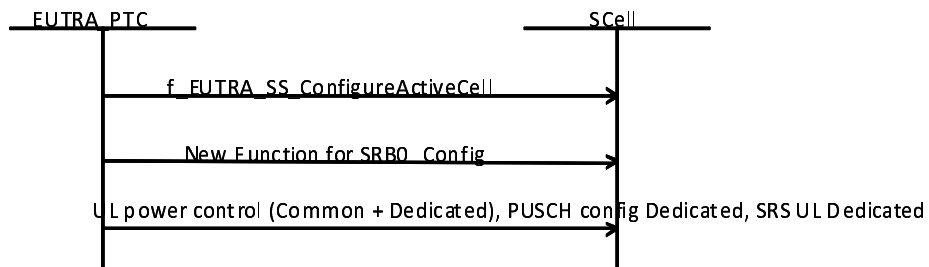 EUTRA_PTC
SCell
f_EUTRA_SS_ConfigureActiveCell
New Function for SRB0_Config
UL power control (Common + Dedicated), PUSCH config Dedicated, SRS UL Dedicated